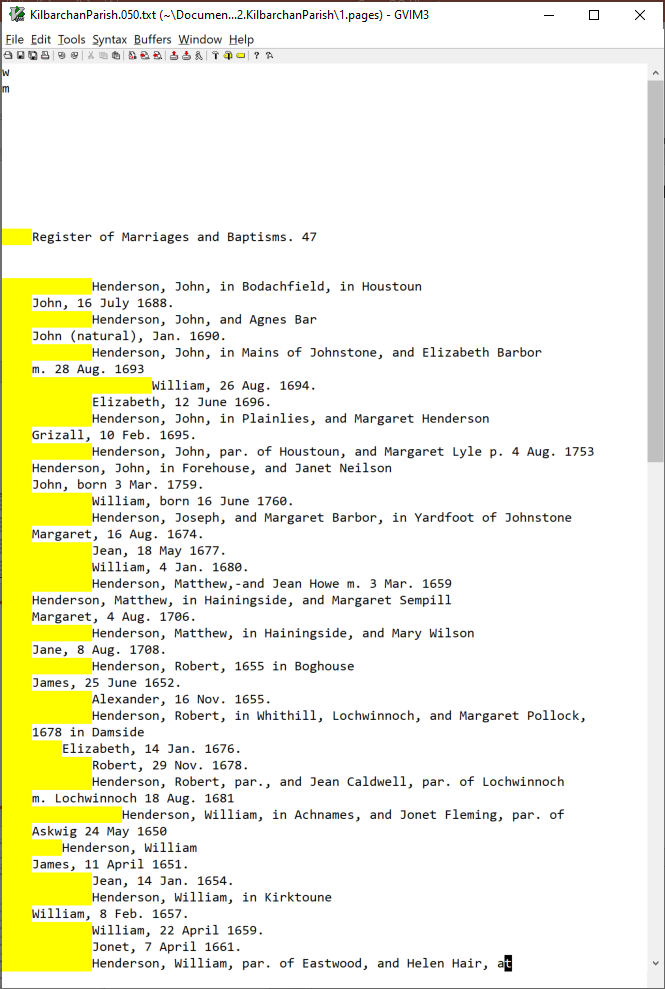 KilbarchanParish.050.txt (~\Documen...2.KilbarchanParish\1.pages) - GVIM3
File Edit Tools Syntax Buffers Window Help
w
m
Register of Marriages and Baptisms. 47
Henderson, John, in Bodachfield, in Houstoun
John, 16 July 1688.
Henderson, John, and Agnes Bar
John (natural), Jan. 1690.
Henderson, John, in Mains of Johnstone, and Elizabeth Barbor
m. 28 Aug. 1693
William, 26 Aug. 1694.
Elizabeth, 12 June 1696.
Henderson, John, in Plainlies, and Margaret Henderson
Grizall, 10 Feb. 1695.
Henderson, John, par. of Houstoun, and Margaret Lyle p. 4 Aug. 1753
Henderson, John, in Forehouse, and Janet Neilson
John, born 3 Mar. 1759.
William, born 16 June 1760.
Henderson, Joseph, and Margaret Barbor, in Yardfoot of Johnstone
Margaret, 16 Aug. 1674.
Jean, 18 May 1677.
William, 4 Jan. 1680.
Henderson, Matthew,-and Jean Howe m. 3 Mar. 1659
Henderson, Matthew, in Hainingside, and Margaret Sempill
Margaret, 4 Aug. 1706.
Henderson, Matthew, in Hainingside, and Mary Wilson
Jane, 8 Aug. 1708.
Henderson, Robert, 1655 in Boghouse
James, 25 June 1652.
Alexander, 16 Nov. 1655.
Henderson, Robert, in Whithill, Lochwinnoch, and Margaret Pollock,
1678 in Damside
Elizabeth, 14 Jan. 1676.
Robert, 29 Nov. 1678.
Henderson, Robert, par., and Jean Caldwell, par. of Lochwinnoch
m. Lochwinnoch 18 Aug. 1681
Henderson, William, in Achnames, and Jonet Fleming, par. of
Askwig 24 May 1650
Henderson, William
James, 11 April 1651.
Jean, 14 Jan. 1654.
Henderson, William, in Kirktoune
William, 8 Feb. 1657.
William, 22 April 1659.
Jonet, 7 April 1661.
Henderson, William, par. of Eastwood, and Helen Hair, at